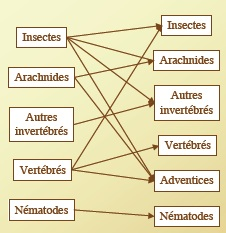 Insectes
Arachnides
Autres
invertébrés
Vertébrés
Nématodes
Insectes
Arachnides
Autres
invertébrés
Vertébrés
Adventices
Nématodes